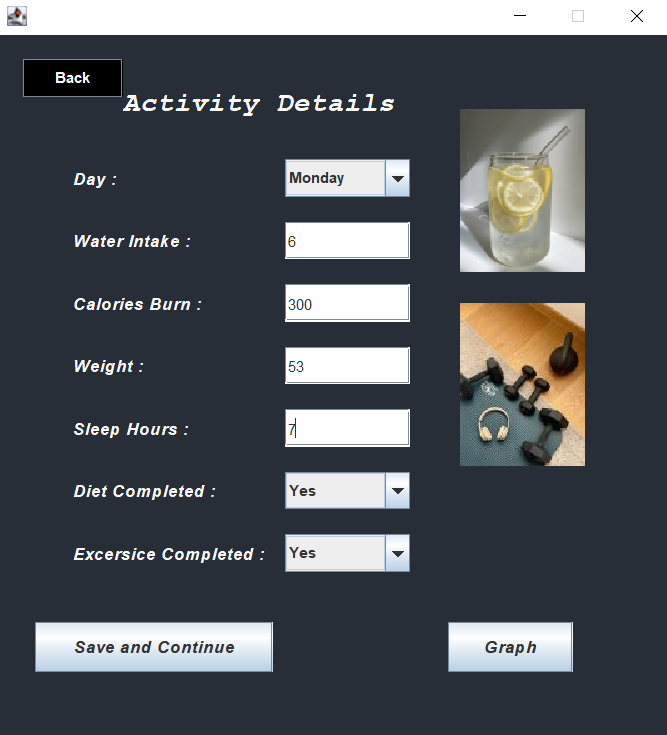 Back
Activity Details
Day : Monday
Water Intake : 6
Calories Burn : 300
Weight : 53
Sleep Hours : 7
Diet Completed : Yes
Excersice Completed : Yes
Save and Continue
Graph